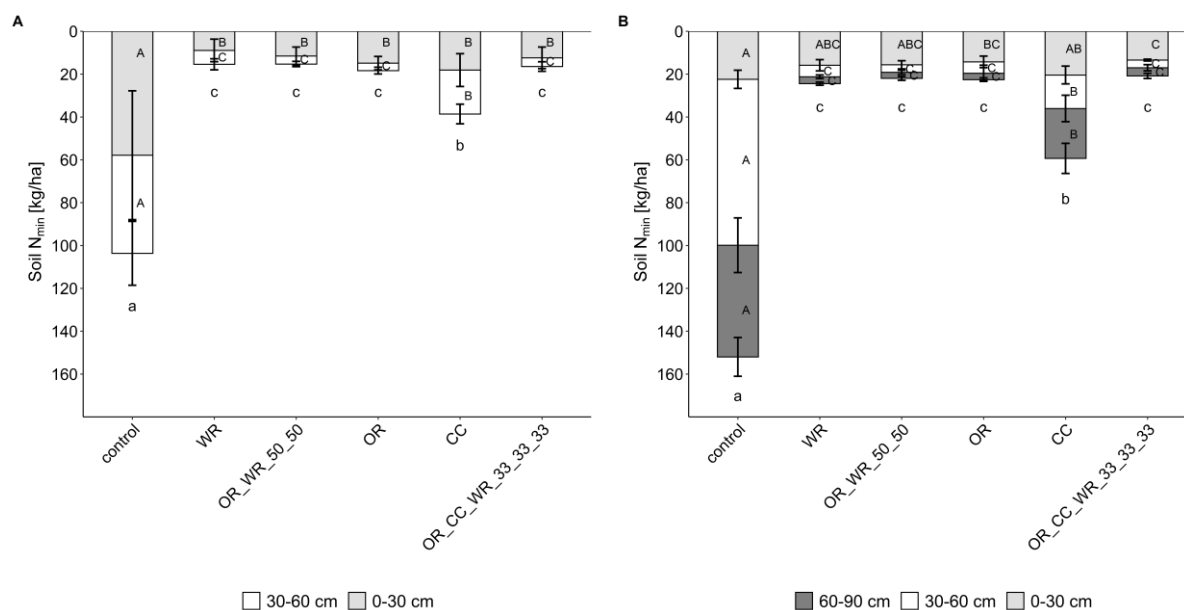 A
B
Soil Nmin [kg/ha]
0
20
40
60
80
100
120
140
160
A
A
a
B
C
c
B
C
c
B
C
c
B
B
b
B
C
c
control
WR
OR_WR_50_50
OR
CC
OR_CC_WR_33_33_33
30-60 cm
0-30 cm
Soil Nmin [kg/ha]
0
20
40
60
80
100
120
140
160
A
A
A
a
ABC
C
C
c
ABC
C
C
c
BC
C
C
c
AB
B
B
b
C
C
C
c
control
WR
OR_WR_50_50
OR
CC
OR_CC_WR_33_33_33
60-90 cm
30-60 cm
0-30 cm